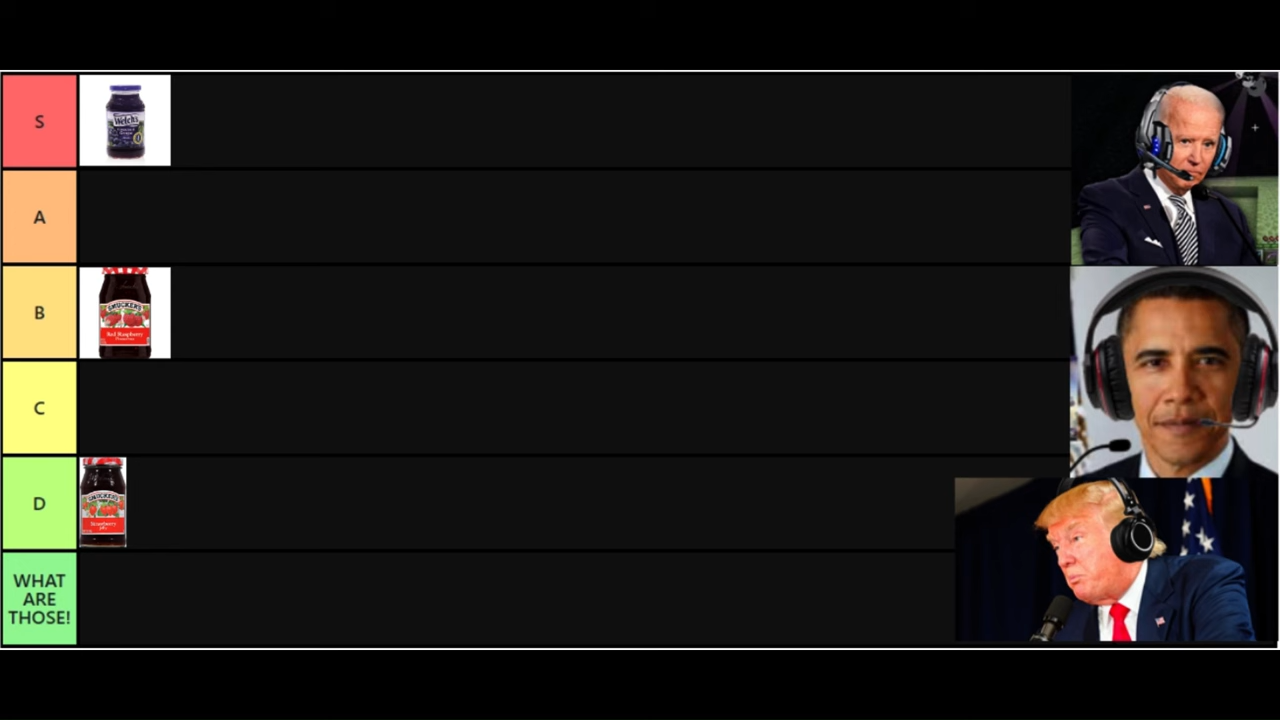 S
Welch's
A
B
SMUCKER'S
Red Raspberry
C
D
SMUCKER'S
Strawberry
WHAT
ARE
THOSE!